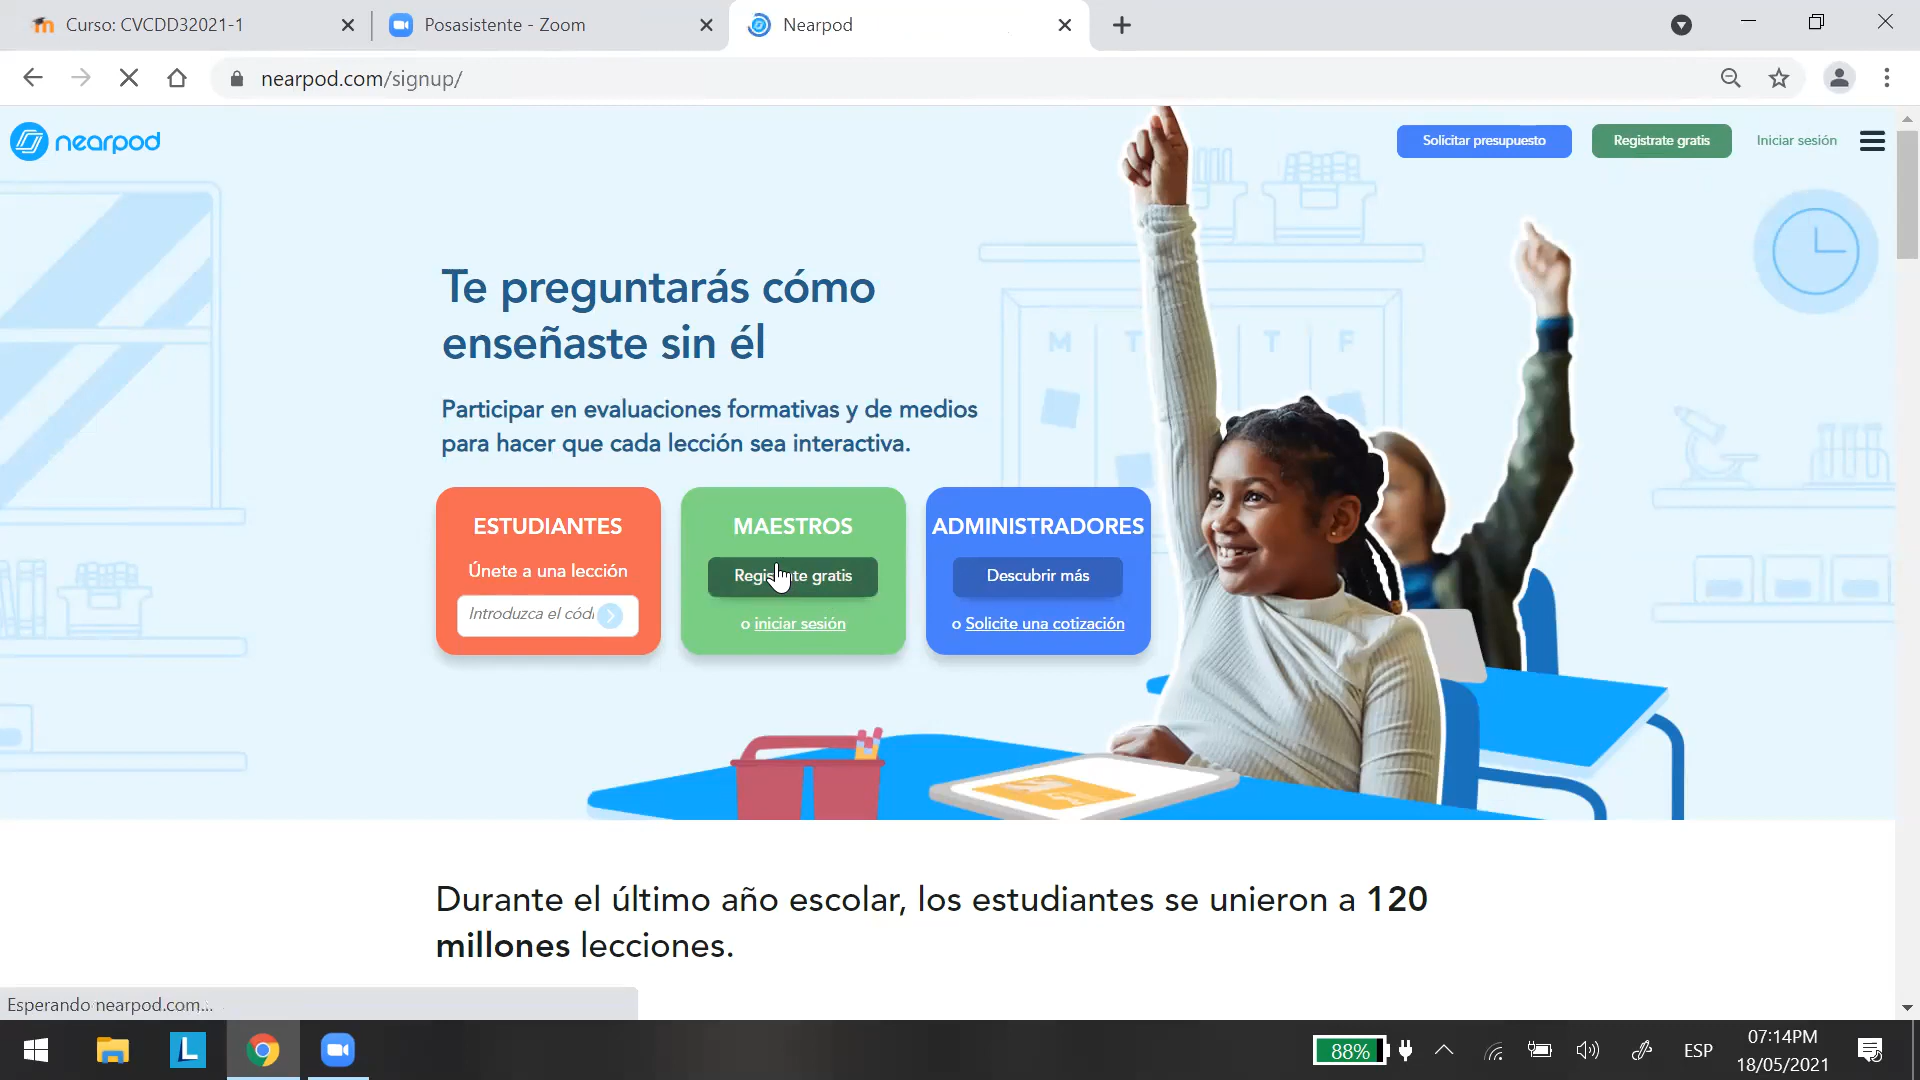 Curso: CVCDD32021-1
Posasistente - Zoom
Nearpod
nearpod.com/signup/
nearpod
Solicitar presupuesto
Registrate gratis
Iniciar sesión
M T T F
Te preguntarás cómo
enseñaste sin él
Participar en evaluaciones formativas y de medios
para hacer que cada lección sea interactiva.
ESTUDIANTES
Únete a una lección
Introduzca el códi
MAESTROS
gratis
o iniciar sesión
ADMINISTRADORES
Descubrir más
o Solicite una cotización
Durante el último año escolar, los estudiantes se unieron a 120
millones lecciones.
Esperando nearpod.com...
L
88%
ESP
07:14PM
18/05/2021